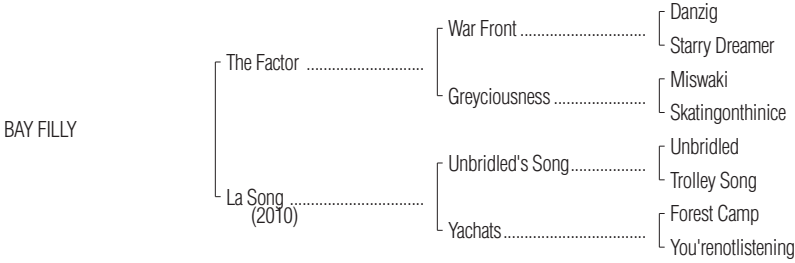 Danzig
War Front ..............................
Starry Dreamer
The Factor ............................
Miswaki
Greyciousness ......................
Skatingonthinice
BAY FILLY
Unbridled
Unbridled's Song..................
Trolley Song
La Song ................................
(2010)
Forest Camp
Yachats..................................
You'renotlistening